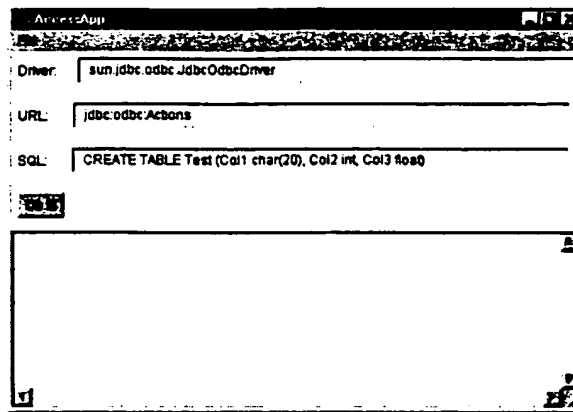 AccessApp
File
Driver: sun.jdbc.odbc.JdbcOdbcDriver
URL: jdbc:odbc:Actions
SQL: CREATE TABLE Test (Col1 char(20), Col2 int, Col3 float)